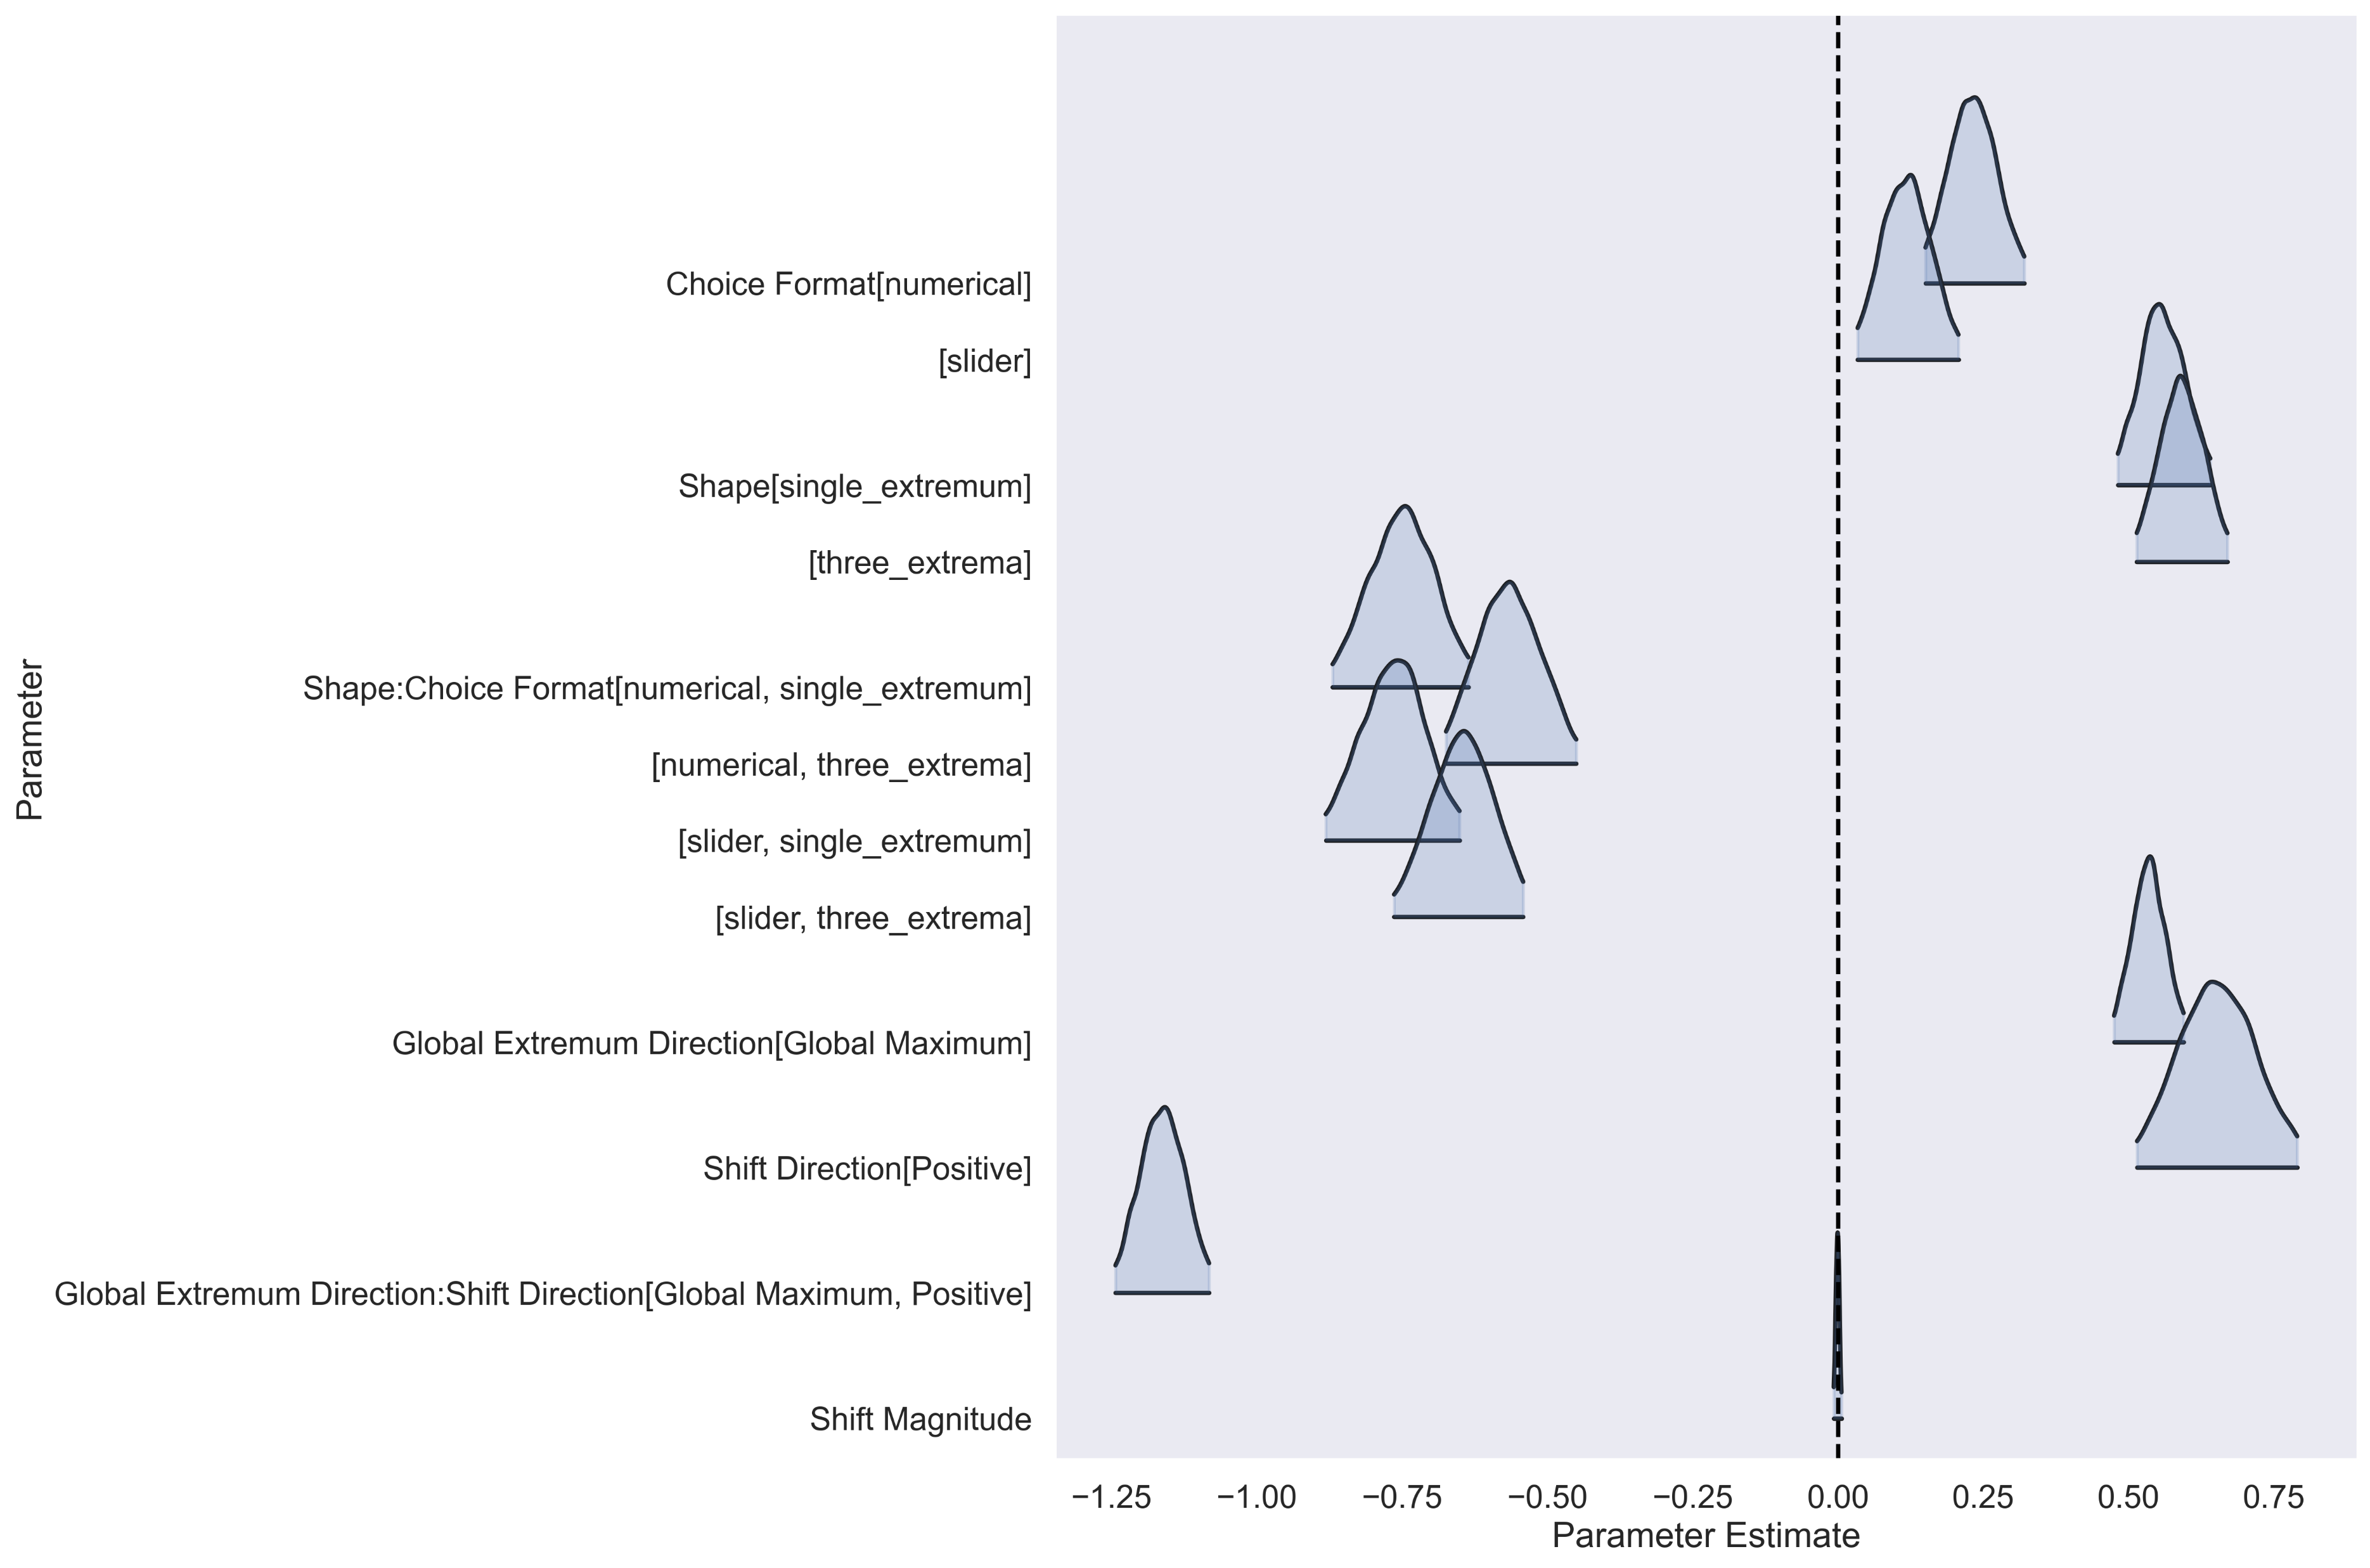 Choice Format[numerical]
[slider]
Shape[single_extremum]
[three_extrema]
Shape:Choice Format[numerical, single_extremum]
[numerical, three_extrema]
[slider, single_extremum]
[slider, three_extrema]
Global Extremum Direction[Global Maximum]
Shift Direction[Positive]
Global Extremum Direction:Shift Direction[Global Maximum, Positive]
Shift Magnitude
Parameter
−1.25 −1.00 −0.75 −0.50 −0.25 0.00 0.25 0.50 0.75
Parameter Estimate